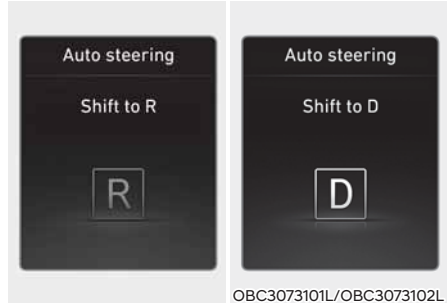 Auto steering
Shift to R
R
Auto steering
Shift to D
D
OBC3073101L/OBC3073102L